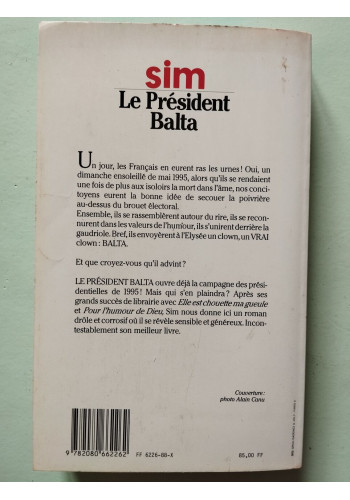 sim
Le Président
Balta
Un jour, les Français en eurent ras les urnes! Oui, un
dimanche ensoleillé de mai 1995, alors qu'ils se rendaient
une fois de plus aux isoloirs la mort dans l'âme, nos conci-
toyens eurent la bonne idée de secouer la poivrière
au-dessus du brouet électoral.
Ensemble, ils se rassemblèrent autour du rire, ils se recon-
nurent dans les valeurs de l'humour, ils s'unirent derrière la
gaudriole. Bref, ils envoyèrent à l'Elysée un clown, un VRAI
clown : BALTA.
Et que croyez-vous qu'il advint?
LE PRÉSIDENT BALTA ouvre déjà la campagne des prési-
dentielles de 1995! Mais qui s'en plaindra? Après ses
grands succès de librairie avec Elle est chouette ma gueule
et Pour l'humour de Dieu, Sim nous donne ici un roman
drôle et corrosif où il se révèle sensible et généreux. Incon-
testablement son meilleur livre.
Couverture:
photo Alain Canu
9 782080 662262
FF 6226-88-X
85,00 FF